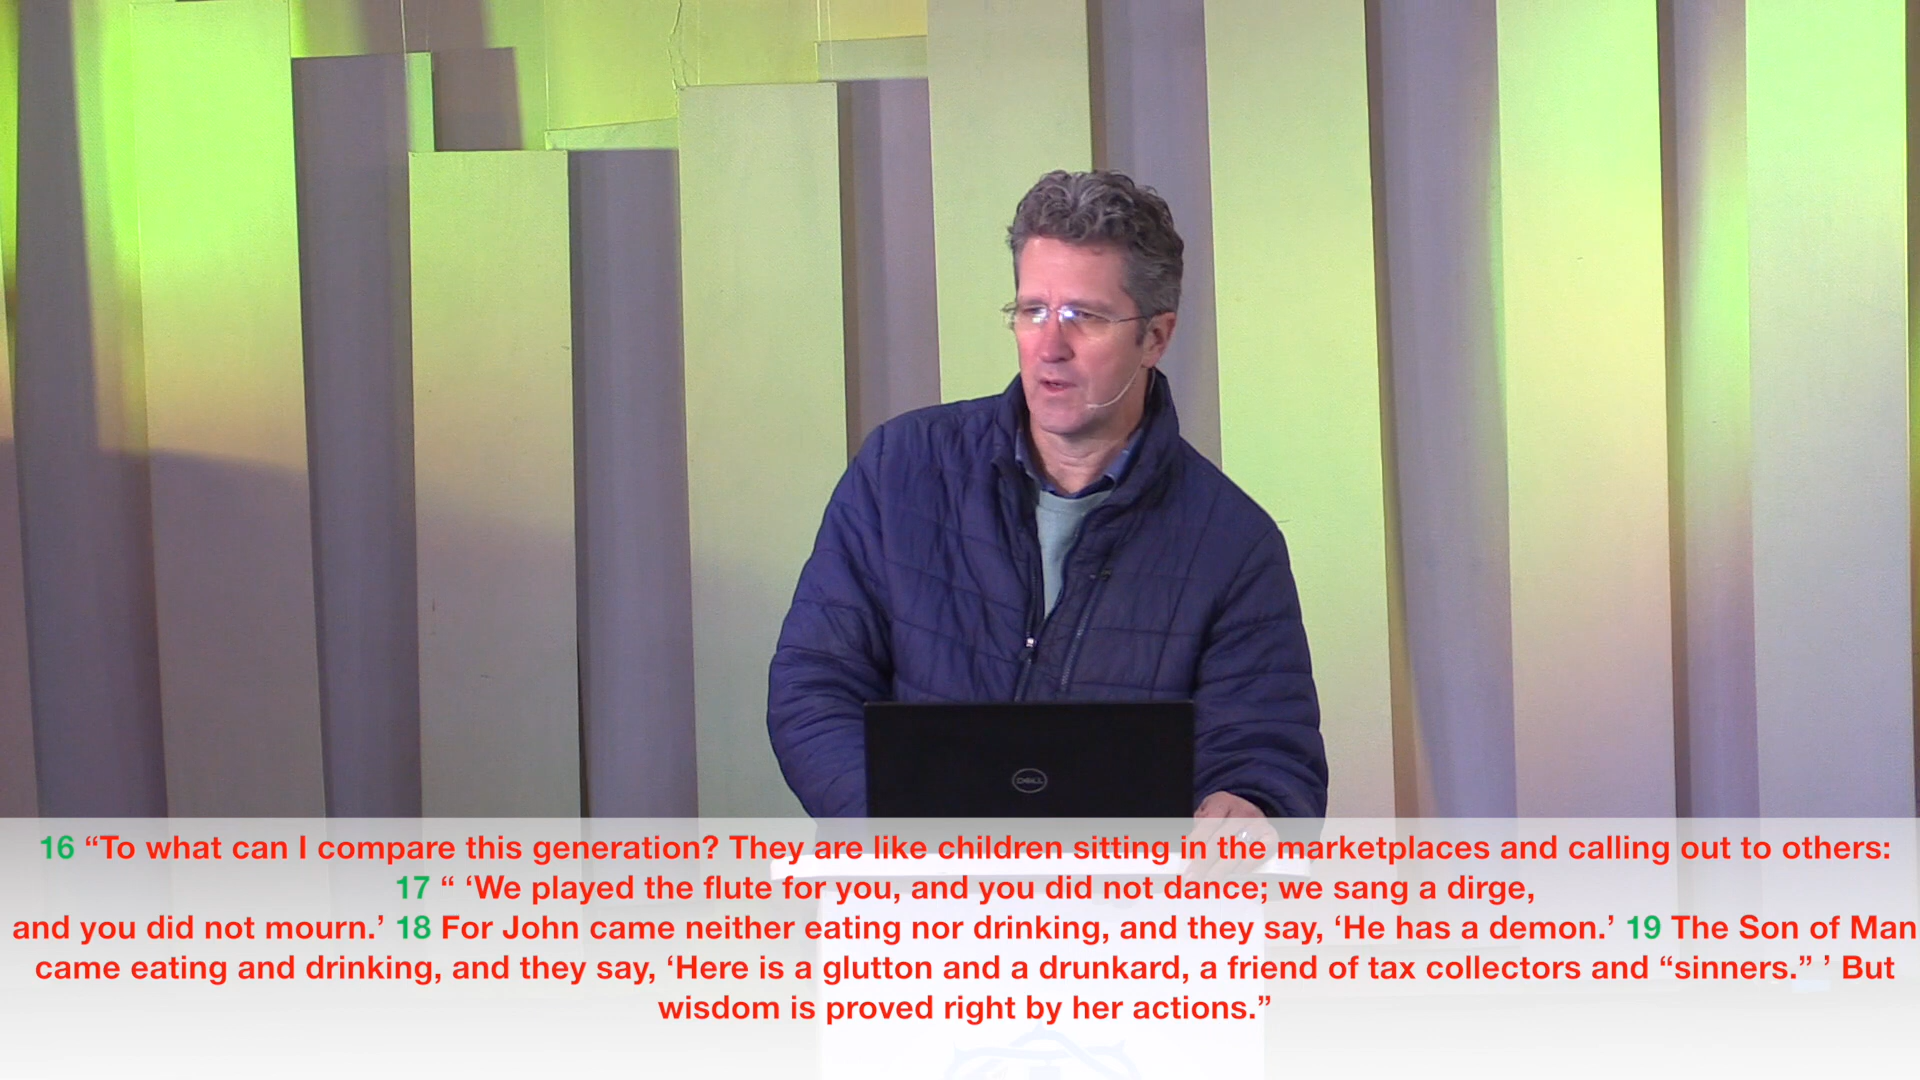 DELL
16 “To what can I compare this generation? They are like children sitting in the marketplaces and calling out to others:
17 “ ‘We played the flute for you, and you did not dance; we sang a dirge,
and you did not mourn.’ 18 For John came neither eating nor drinking, and they say, ‘He has a demon.’ 19 The Son of Man
came eating and drinking, and they say, ‘Here is a glutton and a drunkard, a friend of tax collectors and “sinners.” ’ But
wisdom is proved right by her actions.”